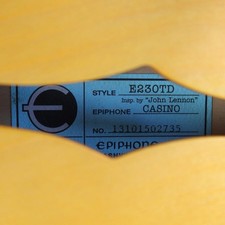 STYLE E230TD
Insp. by "John Lennon"
EPIPHONE CASINO
NO. 13101502735
EPIPHONE